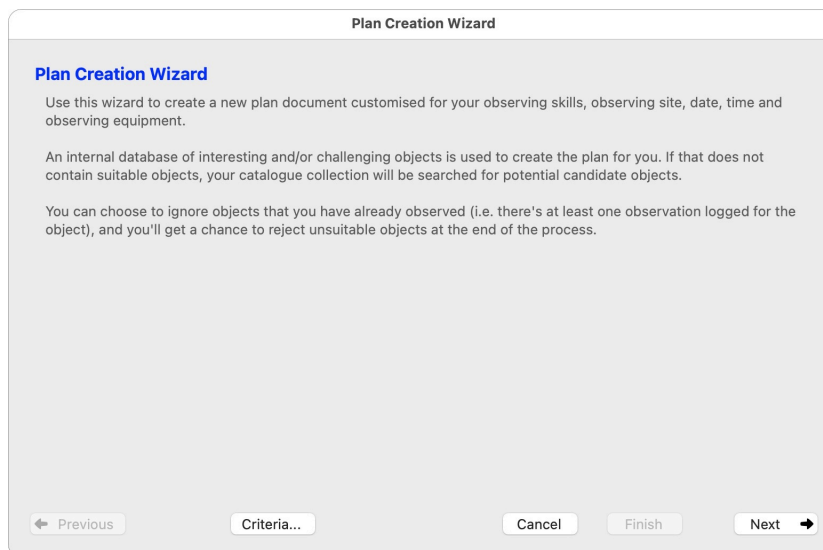 Plan Creation Wizard
Plan Creation Wizard
Use this wizard to create a new plan document customised for your observing skills, observing site, date, time and
observing equipment.
An internal database of interesting and/or challenging objects is used to create the plan for you. If that does not
contain suitable objects, your catalogue collection will be searched for potential candidate objects.
You can choose to ignore objects that you have already observed (i.e. there's at least one observation logged for the
object), and you'll get a chance to reject unsuitable objects at the end of the process.
Previous Criteria... Cancel Finish Next